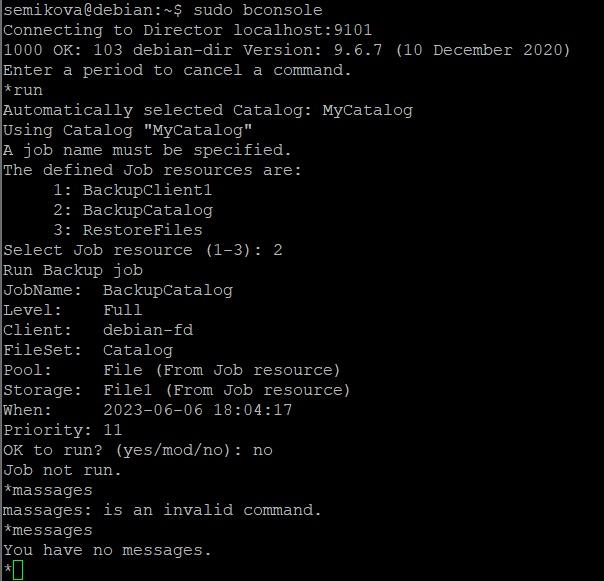 semikova@debian:~$ sudo bconsole
Connecting to Director localhost:9101
1000 OK: 103 debian-dir Version: 9.6.7 (10 December 2020)
Enter a period to cancel a command.
*run
Automatically selected Catalog: MyCatalog
Using Catalog "MyCatalog"
A job name must be specified.
The defined Job resources are:
     1: BackupClient1
     2: BackupCatalog
     3: RestoreFiles
Select Job resource (1-3): 2
Run Backup job
JobName:  BackupCatalog
Level:    Full
Client:   debian-fd
FileSet:  Catalog
Pool:     File (From Job resource)
Storage:  File1 (From Job resource)
When:     2023-06-06 18:04:17
Priority: 11
OK to run? (yes/mod/no): no
Job not run.
*massages
massages: is an invalid command.
*messages
You have no messages.
*